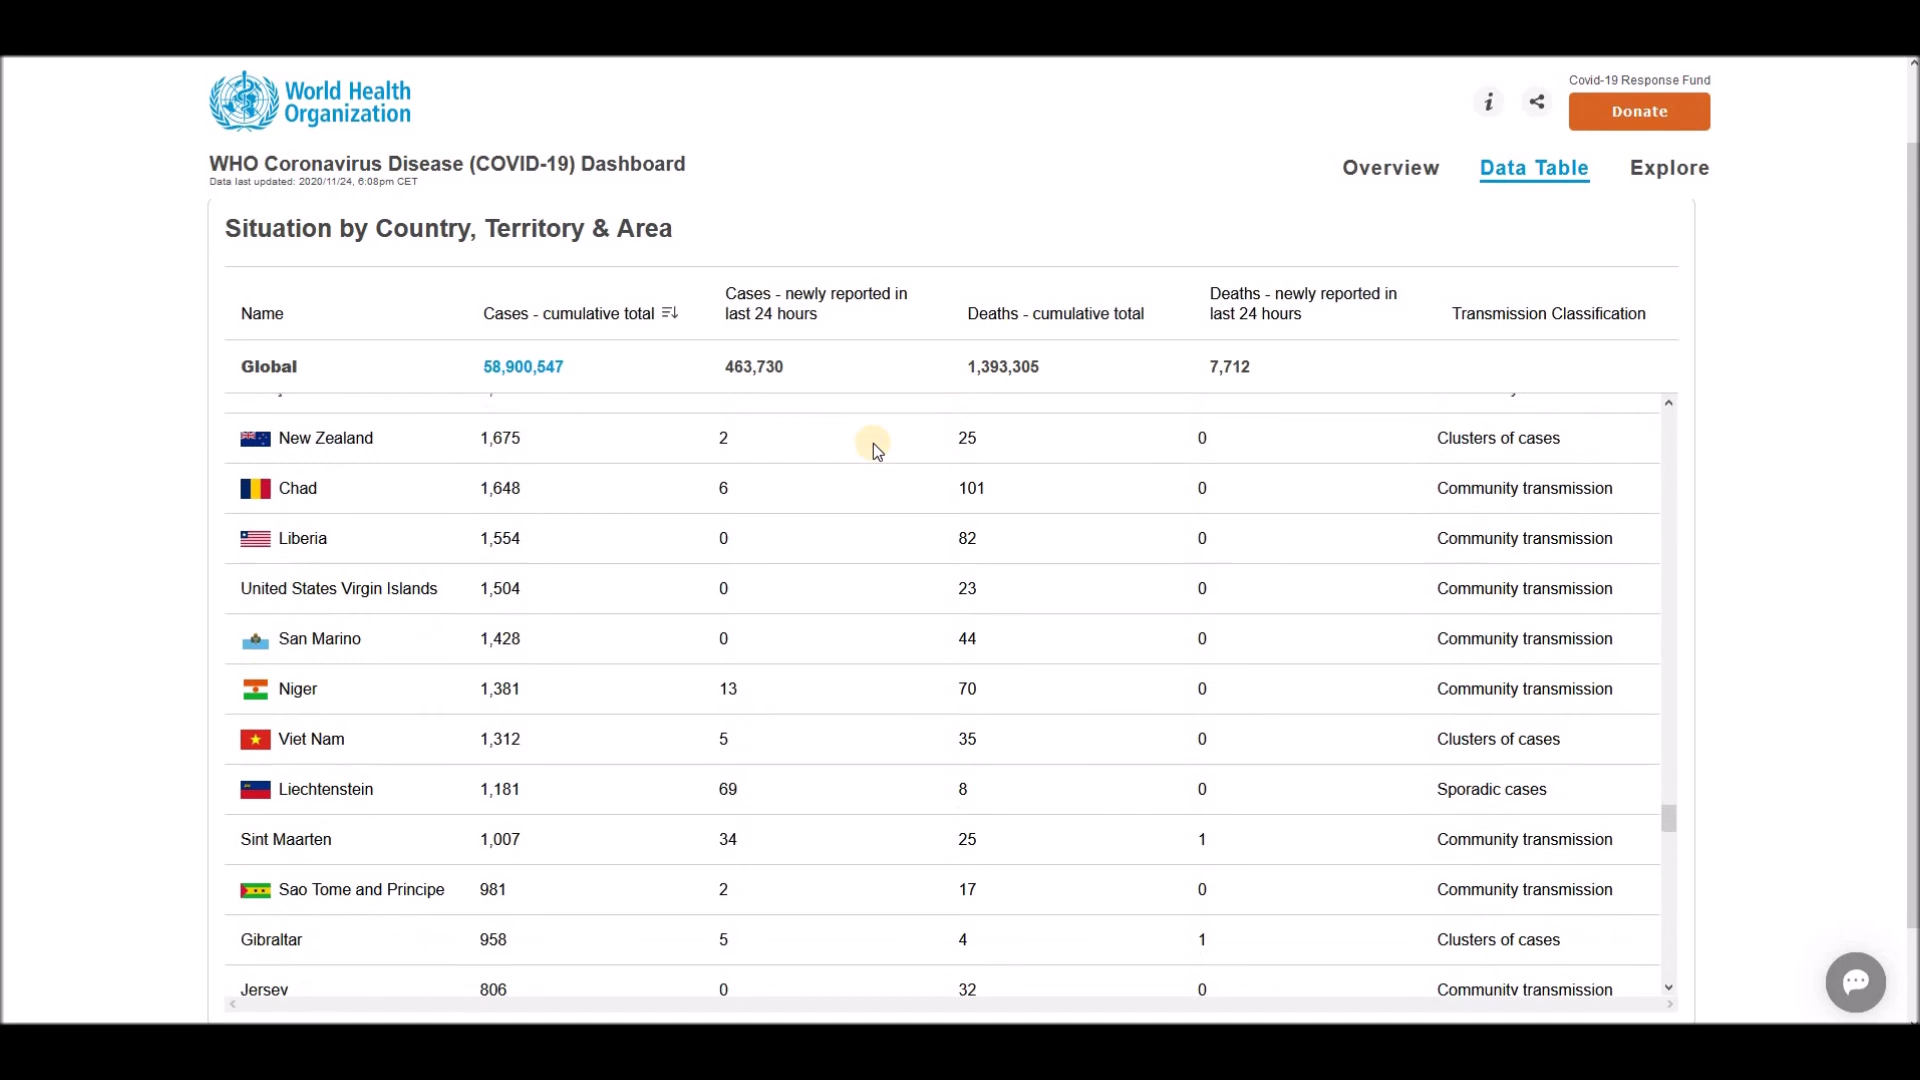 World Health
Organization
Covid-19 Response Fund
Donate
WHO Coronavirus Disease (COVID-19) Dashboard
Data last updated: 2020/11/24, 6:08pm CET
Overview Data Table Explore
Situation by Country, Territory & Area
Name Cases - cumulative total Cases - newly reported in last 24 hours Deaths - cumulative total Deaths - newly reported in last 24 hours Transmission Classification
Global 58,900,547 463,730 1,393,305 7,712
New Zealand 1,675 2 25 0 Clusters of cases
Chad 1,648 6 101 0 Community transmission
Liberia 1,554 0 82 0 Community transmission
United States Virgin Islands 1,504 0 23 0 Community transmission
San Marino 1,428 0 44 0 Community transmission
Niger 1,381 13 70 0 Community transmission
Viet Nam 1,312 5 35 0 Clusters of cases
Liechtenstein 1,181 69 8 0 Sporadic cases
Sint Maarten 1,007 34 25 1 Community transmission
Sao Tome and Principe 981 2 17 0 Community transmission
Gibraltar 958 5 4 1 Clusters of cases
Jersey 806 0 32 0 Community transmission